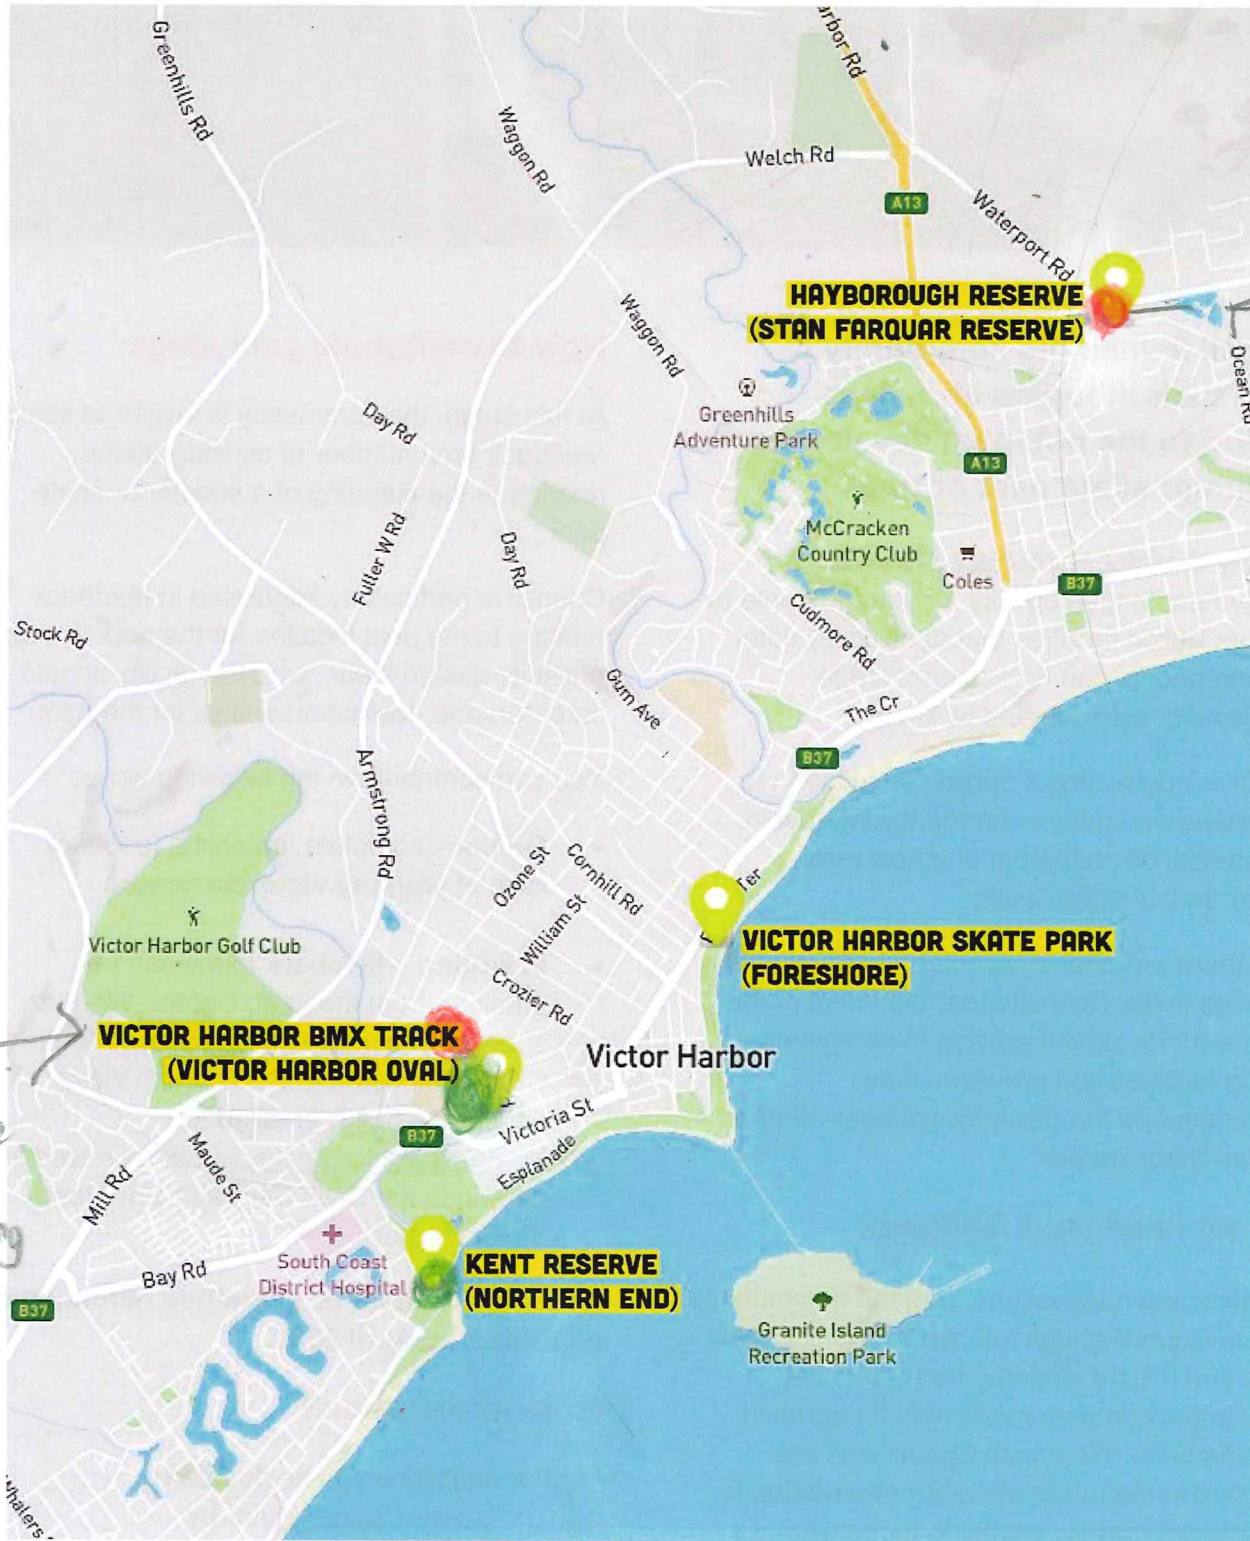 Greenhills Rd
arbor Rd
Waggon Rd
Welch Rd
A13
Waterport Rd
HAYBOROUGH RESERVE
(STAN FARQUAR RESERVE)
Waggon Rd
Ocean Rd
Greenhills
Adventure Park
Day Rd
A13
McCracken
Country Club
Fuller W Rd
Day Rd
Coles
B37
Cudmore Rd
Stock Rd
Gum Ave
The Cr
B37
Armstrong Rd
Ozone St
Cornhill Rd
Ter
William St
Victor Harbor Golf Club
VICTOR HARBOR SKATE PARK
(FORESHORE)
Crozier Rd
VICTOR HARBOR BMX TRACK
(VICTOR HARBOR OVAL)
Victor Harbor
Victoria St
B37
Esplanade
Maude St
Mill Rd
South Coast
District Hospital
KENT RESERVE
(NORTHERN END)
Bay Rd
B37
Granite Island
Recreation Park
Whalers